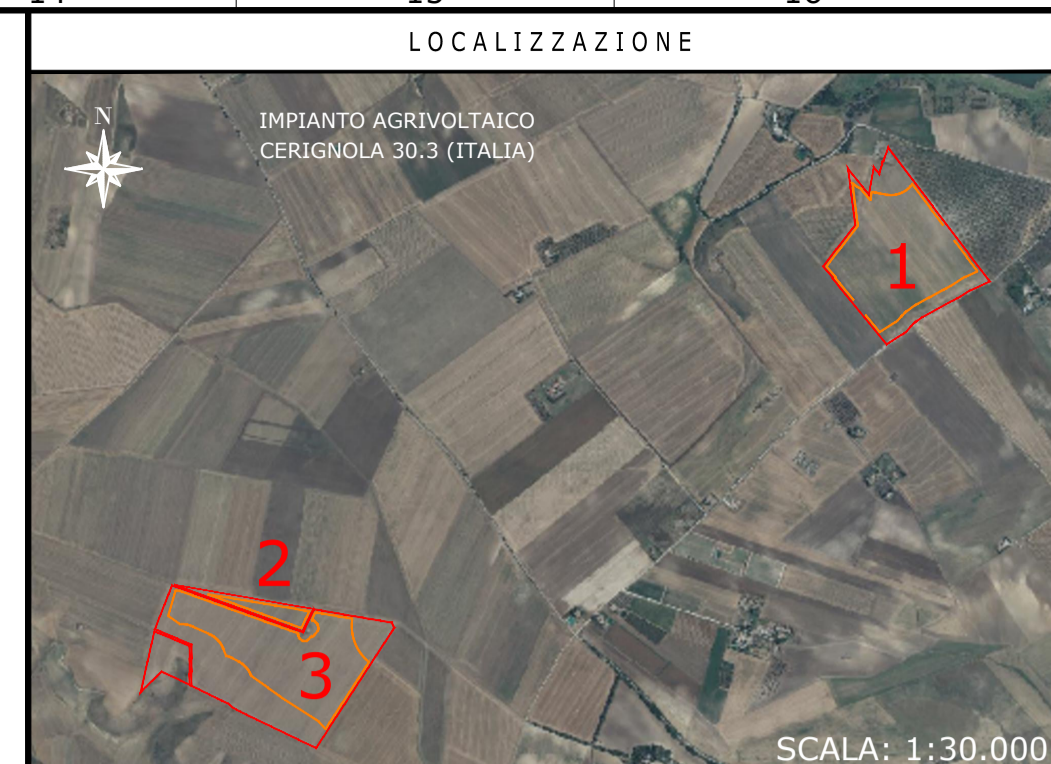 LOCALIZZAZIONE
N
IMPIANTO AGRIVOLTAICO
CERIGNOLA 30.3 (ITALIA)
1
2
3
SCALA: 1:30.000